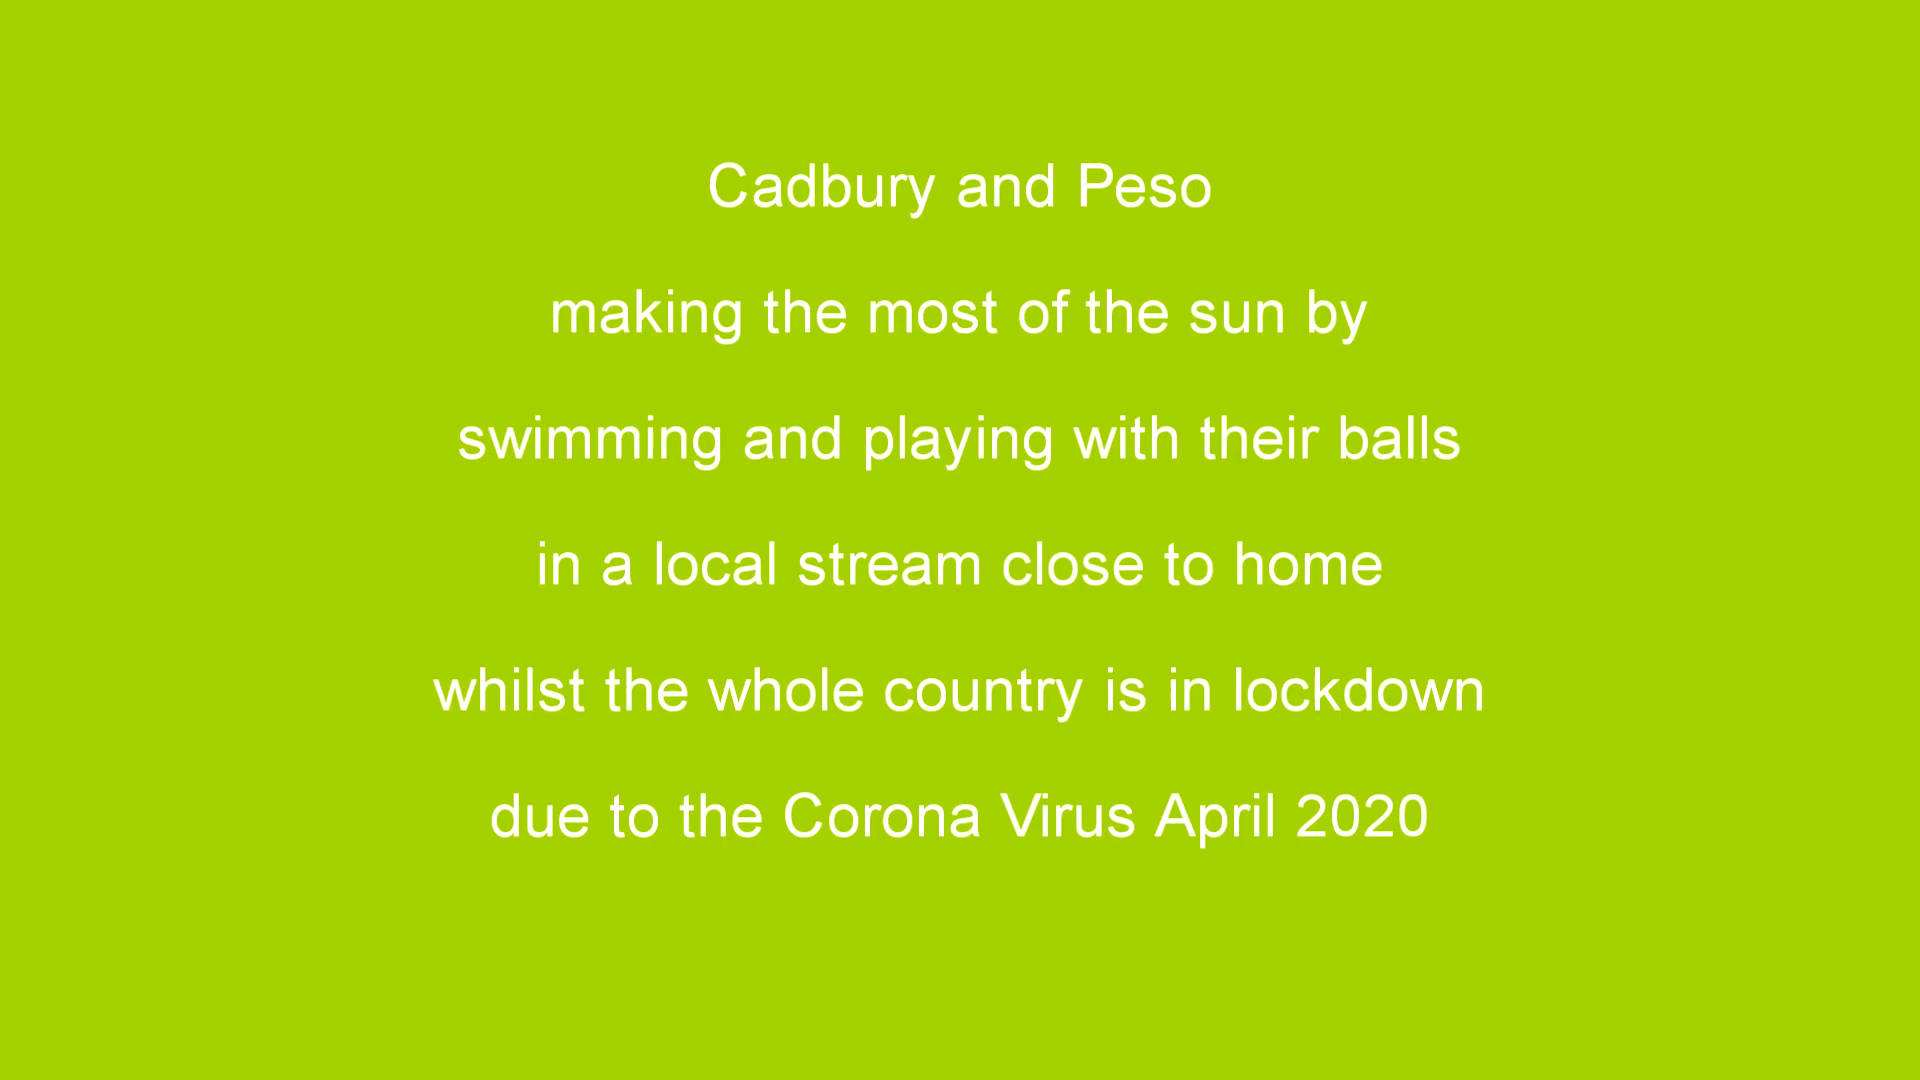 Cadbury and Peso
making the most of the sun by
swimming and playing with their balls
in a local stream close to home
whilst the whole country is in lockdown
due to the Corona Virus April 2020